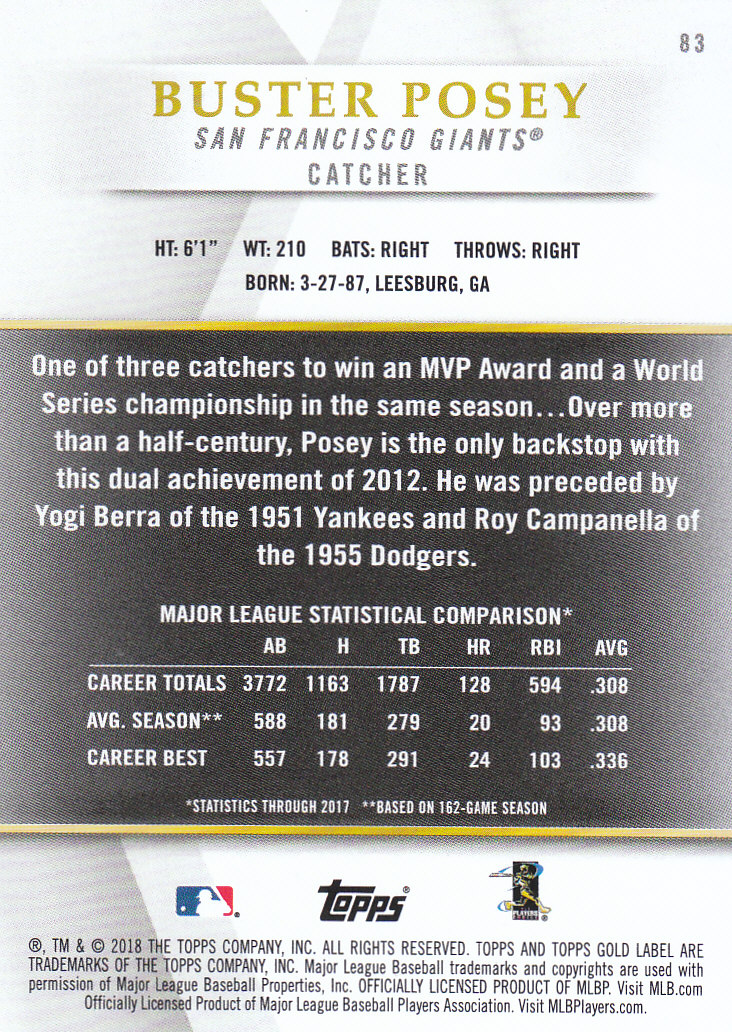 83
BUSTER POSEY
SAN FRANCISCO GIANTS®
CATCHER
HT: 6'1" WT: 210 BATS: RIGHT THROWS: RIGHT
BORN: 3-27-87, LEESBURG, GA
One of three catchers to win an MVP Award and a World
Series championship in the same season...Over more
than a half-century, Posey is the only backstop with
this dual achievement of 2012. He was preceded by
Yogi Berra of the 1951 Yankees and Roy Campanella of
the 1955 Dodgers.
MAJOR LEAGUE STATISTICAL COMPARISON*
AB H TB HR RBI AVG
CAREER TOTALS 3772 1163 1787 128 594 .308
AVG. SEASON** 588 181 279 20 93 .308
CAREER BEST 557 178 291 24 103 .336
*STATISTICS THROUGH 2017 **BASED ON 162-GAME SEASON
topps®
PLAYERS
®, TM & © 2018 THE TOPPS COMPANY, INC. ALL RIGHTS RESERVED. TOPPS AND TOPPS GOLD LABEL ARE
TRADEMARKS OF THE TOPPS COMPANY, INC. Major League Baseball trademarks and copyrights are used with
permission of Major League Baseball Properties, Inc. OFFICIALLY LICENSED PRODUCT OF MLBP. Visit MLB.com
Officially Licensed Product of Major League Baseball Players Association. Visit MLBPlayers.com.